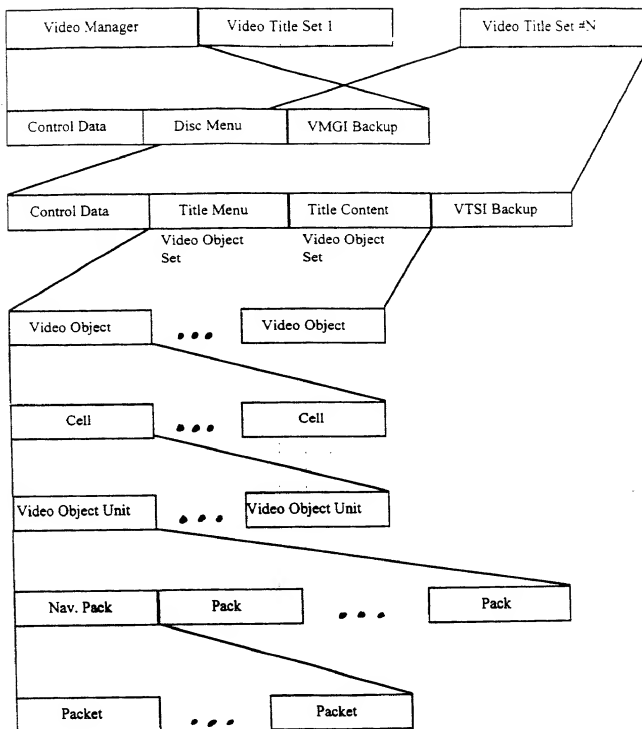 Video Manager
Video Title Set 1
Video Title Set #N
Control Data
Disc Menu
VMGI Backup
Control Data
Title Menu
Title Content
VTSI Backup
Video Object
Set
Video Object
Set
Video Object
Video Object
Cell
Cell
Video Object Unit
Video Object Unit
Nav. Pack
Pack
Pack
Packet
Packet